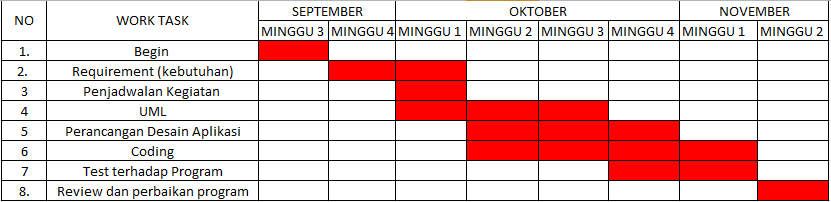 NO WORK TASK SEPTEMBER OKTOBER NOVEMBER
MINGGU 3 MINGGU 4 MINGGU 1 MINGGU 2 MINGGU 3 MINGGU 4 MINGGU 1 MINGGU 2
1. Begin
2. Requirement (kebutuhan)
3 Penjadwalan Kegiatan
4 UML
5 Perancangan Desain Aplikasi
6 Coding
7 Test terhadap Program
8. Review dan perbaikan program